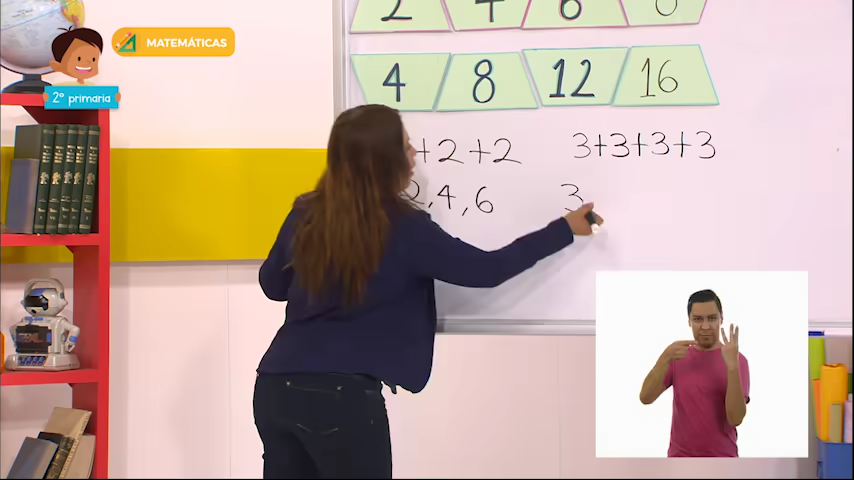 MATEMÁTICAS
2° primaria
2 4 6 8
4 8 12 16
+2+2 3+3+3+3
2,4,6 3